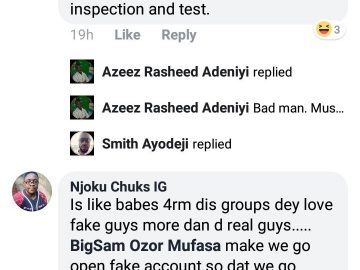 inspection and test.
19h Like Reply 3
Azeez Rasheed Adeniyi replied
Azeez Rasheed Adeniyi Bad man. Mus...
Smith Ayodeji replied
Njoku Chuks IG
Is like babes 4rm dis groups dey love
fake guys more dan d real guys.....
BigSam Ozor Mufasa make we go
open fake account so dat we go